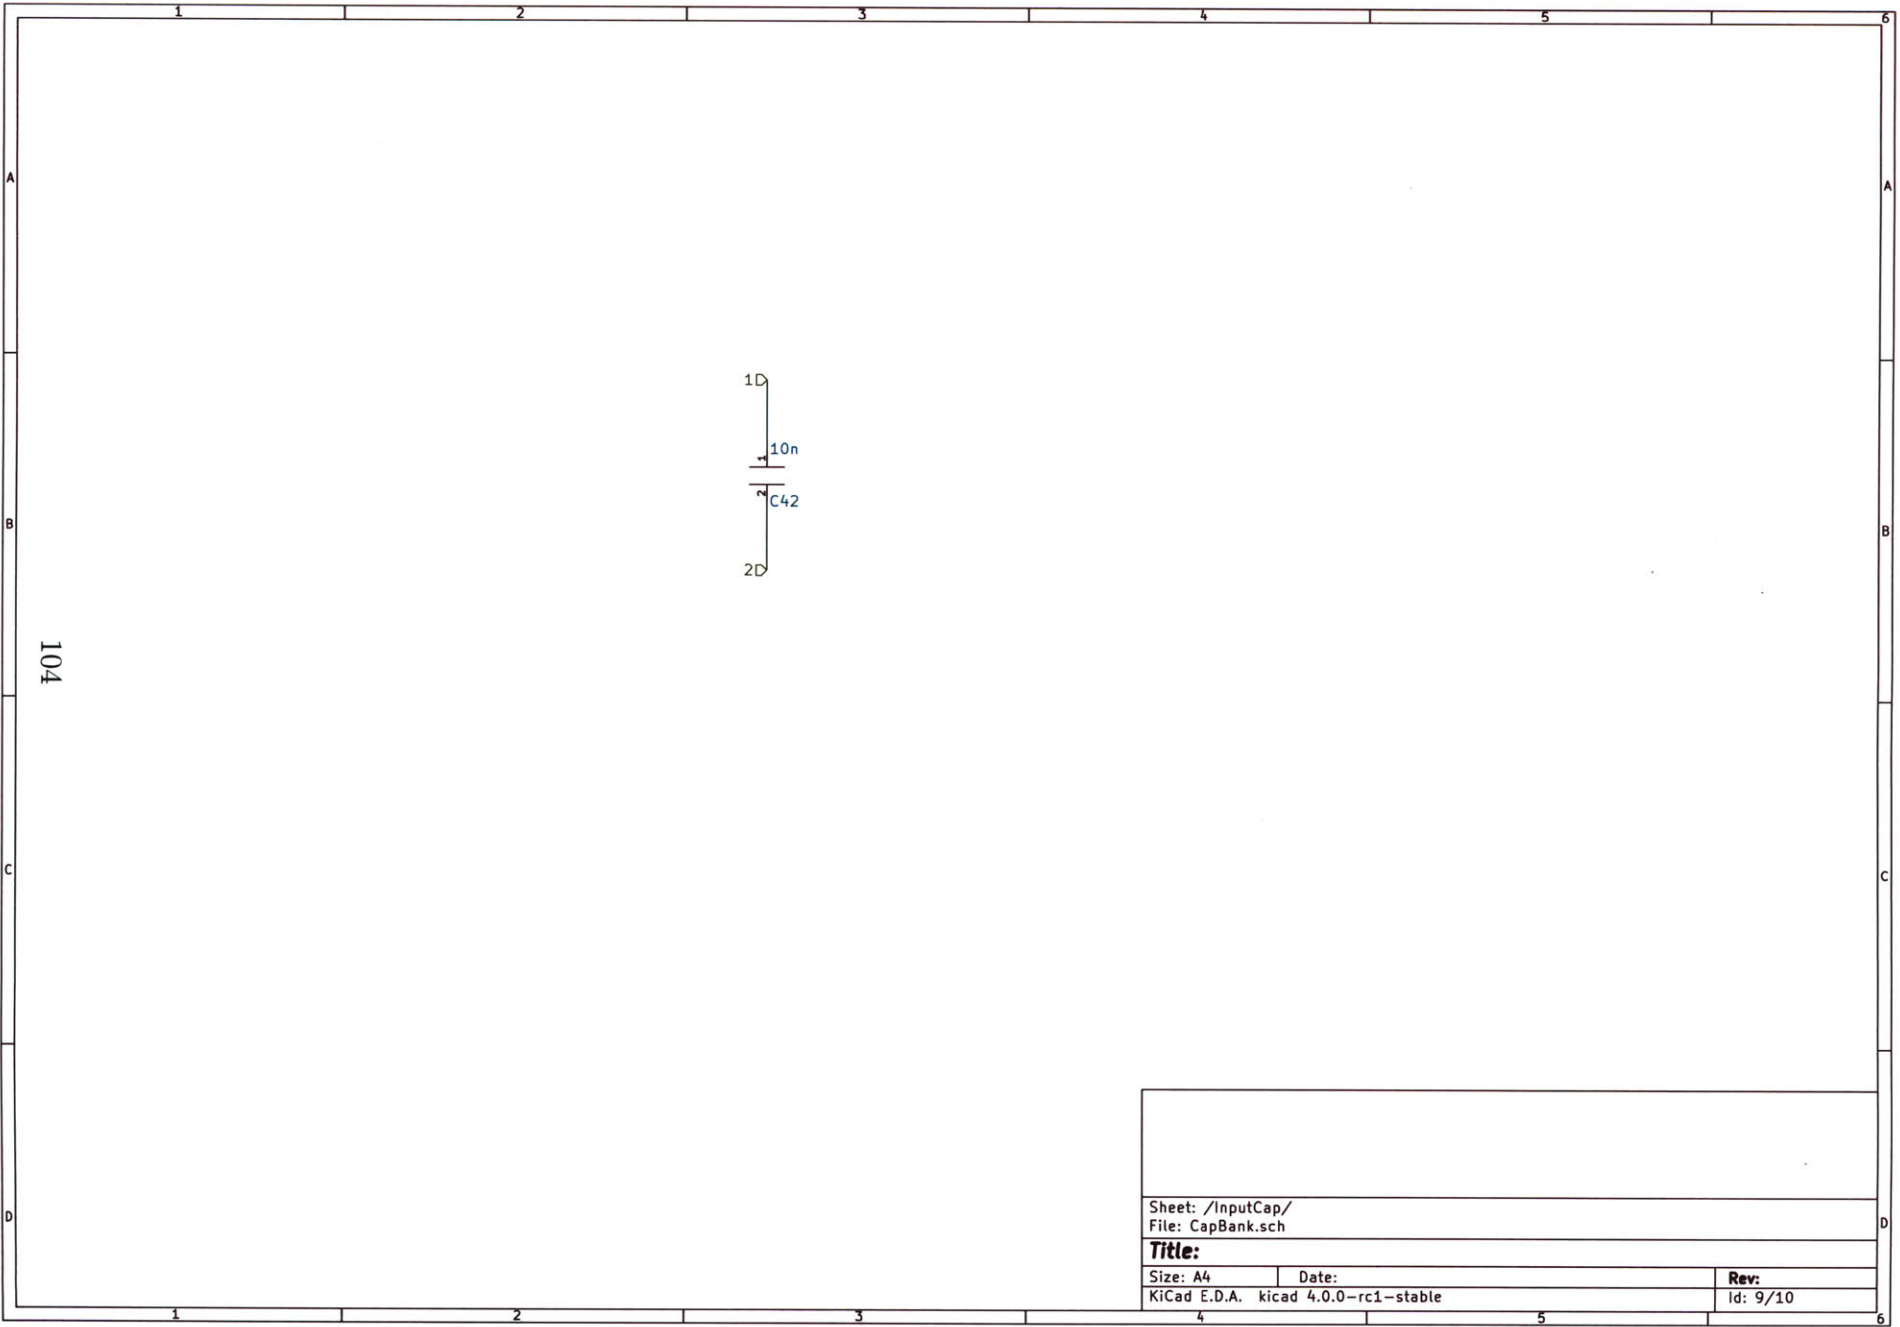 1 2 3 4 5 6
A A
1
10n
1
2
C42
B B
2
104
C C
Sheet: /InputCap/
File: CapBank.sch
D D
Title:
Size: A4 Date: Rev:
KiCad E.D.A. kicad 4.0.0-rc1-stable Id: 9/10
1 2 3 4 5 6